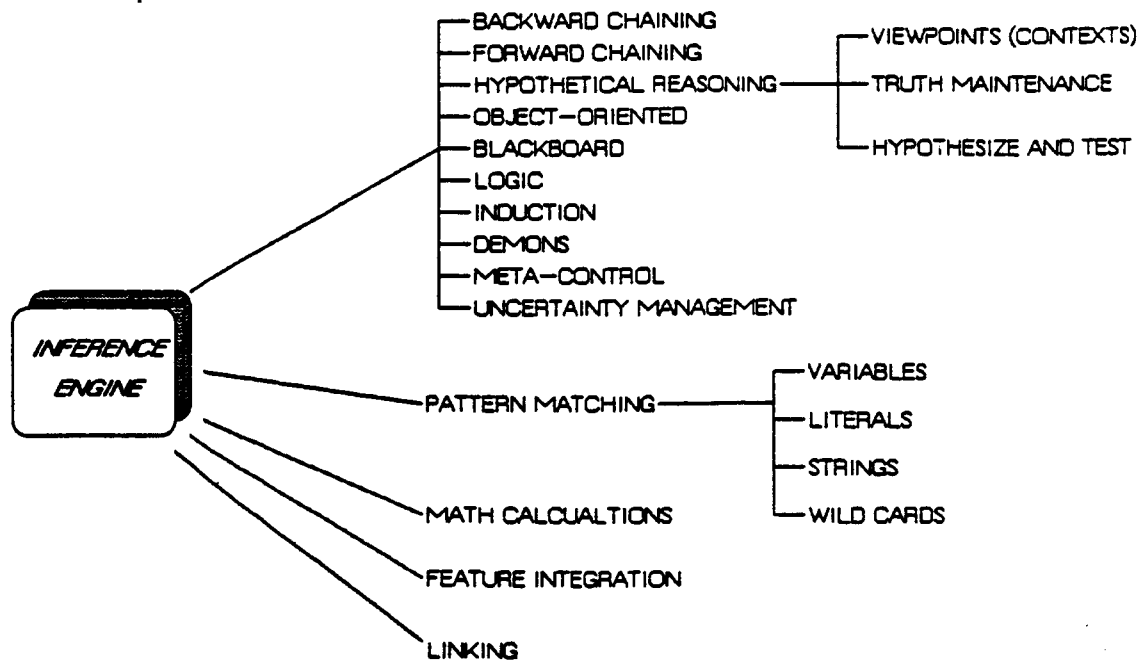 BACKWARD CHAINING
FORWARD CHAINING
HYPOTHETICAL REASONING
OBJECT-ORIENTED
BLACKBOARD
LOGIC
INDUCTION
DEMONS
META-CONTROL
UNCERTAINTY MANAGEMENT
VIEWPOINTS (CONTEXTS)
TRUTH MAINTENANCE
HYPOTHESIZE AND TEST
INFERENCE
ENGINE
PATTERN MATCHING
VARIABLES
LITERALS
STRINGS
WILD CARDS
MATH CALCUALTIONS
FEATURE INTEGRATION
LINKING